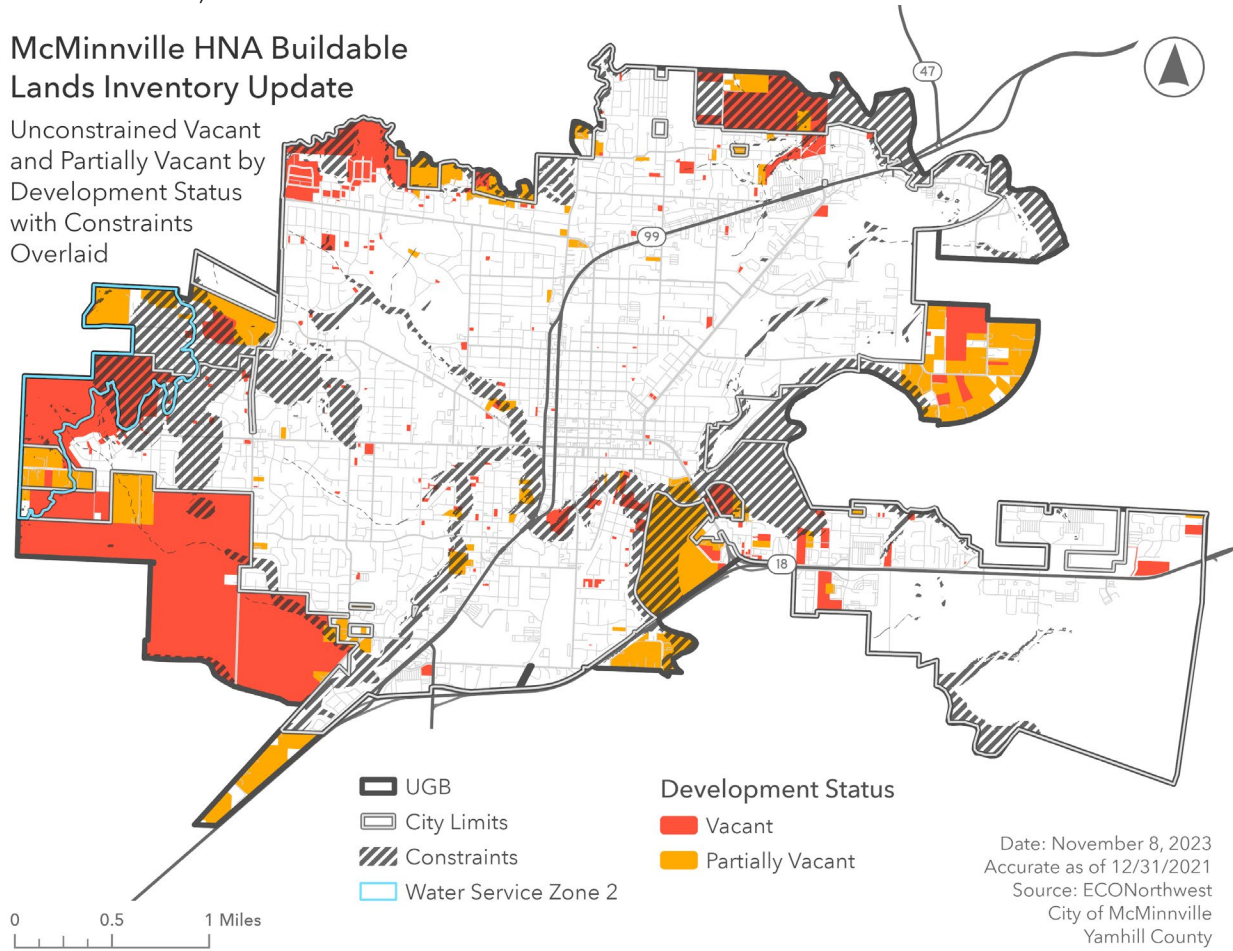 McMinnville HNA Buildable
Lands Inventory Update
Unconstrained Vacant
and Partially Vacant by
Development Status
with Constraints
Overlaid
47
99
18
UGB
City Limits
Constraints
Water Service Zone 2
Development Status
Vacant
Partially Vacant
0 0.5 1 Miles
Date: November 8, 2023
Accurate as of 12/31/2021
Source: ECONorthwest
City of McMinnville
Yamhill County